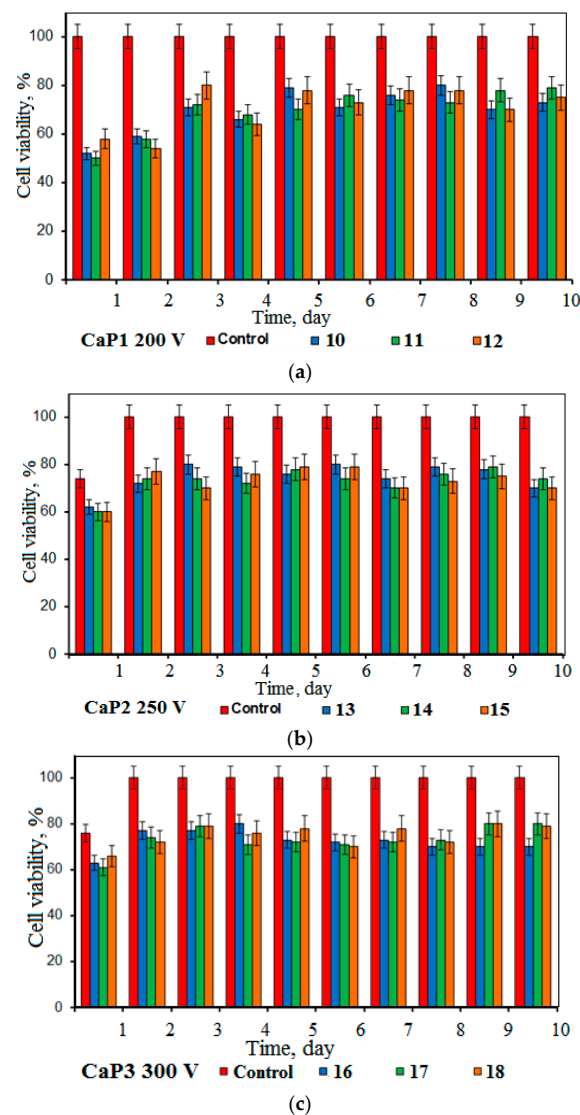 Cell viability, %
100
80
60
40
20
0
1 2 3 4 5 6 7 8 9 10
Time, day
CaP1 200 V Control 10 11 12
(a)
Cell viability, %
100
80
60
40
20
0
1 2 3 4 5 6 7 8 9 10
Time, day
CaP2 250 V Control 13 14 15
(b)
Cell viability, %
100
80
60
40
20
0
1 2 3 4 5 6 7 8 9 10
Time, day
CaP3 300 V Control 16 17 18
(c)